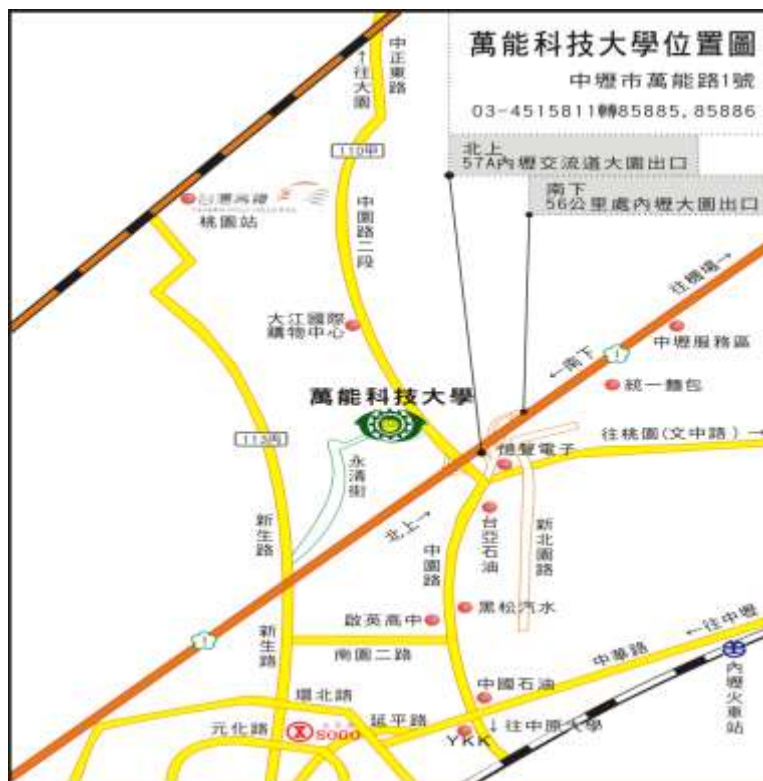 萬能科技大學位置圖
中壢市萬能路1號
03-4515811轉85885, 85886
北上
57A內壢交流道大園出口
南下
56公里處內壢大園出口
中正東路
↑往大園
110甲
台灣高鐵
桃園站
中園路二段
往機場→
大江國際
購物中心
中壢服務區
1
←南下
統一麵包
萬能科技大學
往桃園(文中路)→
113丙
永清街
北上→
台亞石油
新北園路
新生路
中園路
黑松汽水
啟英高中
1
新生路
南園二路
中華路
←往中壢
內壢火車站
環北路
中國石油
元化路
SOGO
延平路
↓往中原大學
YKK